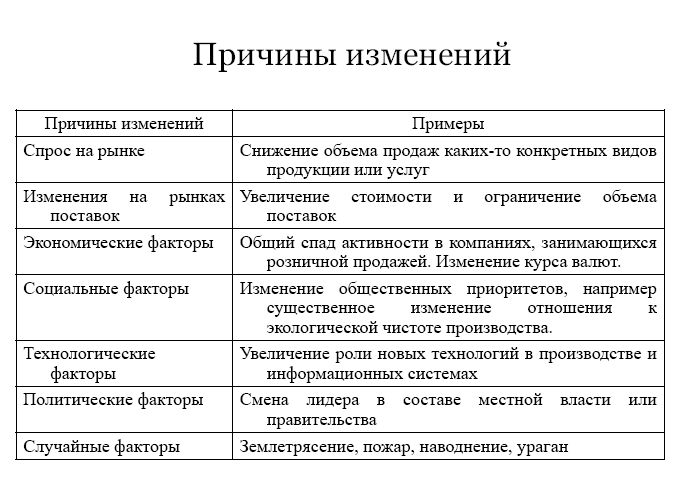 Причины изменений
Причины изменений
Примеры
Спрос на рынке
Снижение объема продаж каких-то конкретных видов
продукции или услуг
Изменения на рынках
поставок
Увеличение стоимости и ограничение объема
поставок
Экономические факторы
Общий спад активности в компаниях, занимающихся
розничной продажей. Изменение курса валют.
Социальные факторы
Изменение общественных приоритетов, например
существенное изменение отношения к
экологической чистоте производства.
Технологические
факторы
Увеличение роли новых технологий в производстве и
информационных системах
Политические факторы
Смена лидера в составе местной власти или
правительства
Случайные факторы
Землетрясение, пожар, наводнение, ураган